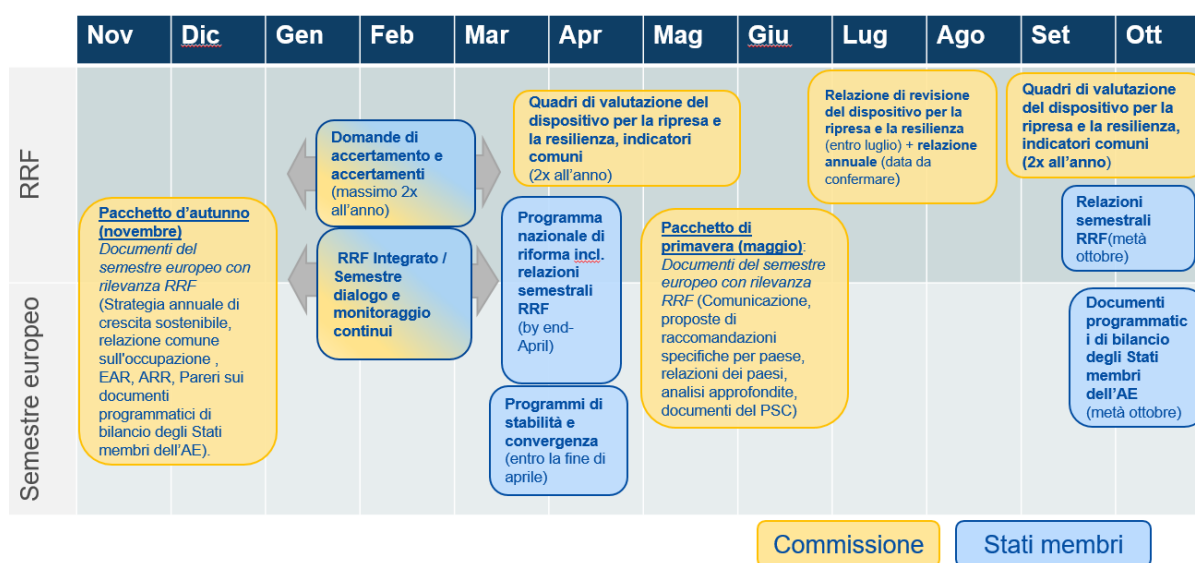 Nov Dic Gen Feb Mar Apr Mag Giu Lug Ago Set Ott
RRF
Semestre europeo
Pacchetto d'autunno
(novembre)
Documenti del
semestre europeo con
rilevanza RRF
(Strategia annuale di
crescita sostenibile,
relazione comune
sull'occupazione ,
EAR, ARR, Pareri sui
documenti
programmatici di
bilancio degli Stati
membri dell'AE).
Domande di
accertamento e
accertamenti
(massimo 2x
all'anno)
RRF Integrato /
Semestre
dialogo e
monitoraggio
continui
Quadri di valutazione del
dispositivo per la ripresa e
la resilienza, indicatori
comuni
(2x all'anno)
Programma
nazionale di
riforma incl.
relazioni
semestrali
RRF
(by end-
April)
Programmi di
stabilità e
convergenza
(entro la fine di
aprile)
Pacchetto di
primavera (maggio):
Documenti del semestre
europeo con rilevanza
RRF (Comunicazione,
proposte di
raccomandazioni
specifiche per paese,
relazioni dei paesi,
analisi approfondite,
documenti del PSC)
Relazione di revisione
del dispositivo per la
ripresa e la resilienza
(entro luglio) + relazione
annuale (data da
confermare)
Quadri di valutazione
del dispositivo per la
ripresa e la resilienza,
indicatori comuni
(2x all'anno)
Relazioni
semestrali
RRF(metà
ottobre)
Documenti
programmatic
i di bilancio
degli Stati
membri
dell'AE
(metà ottobre)
Commissione
Stati membri